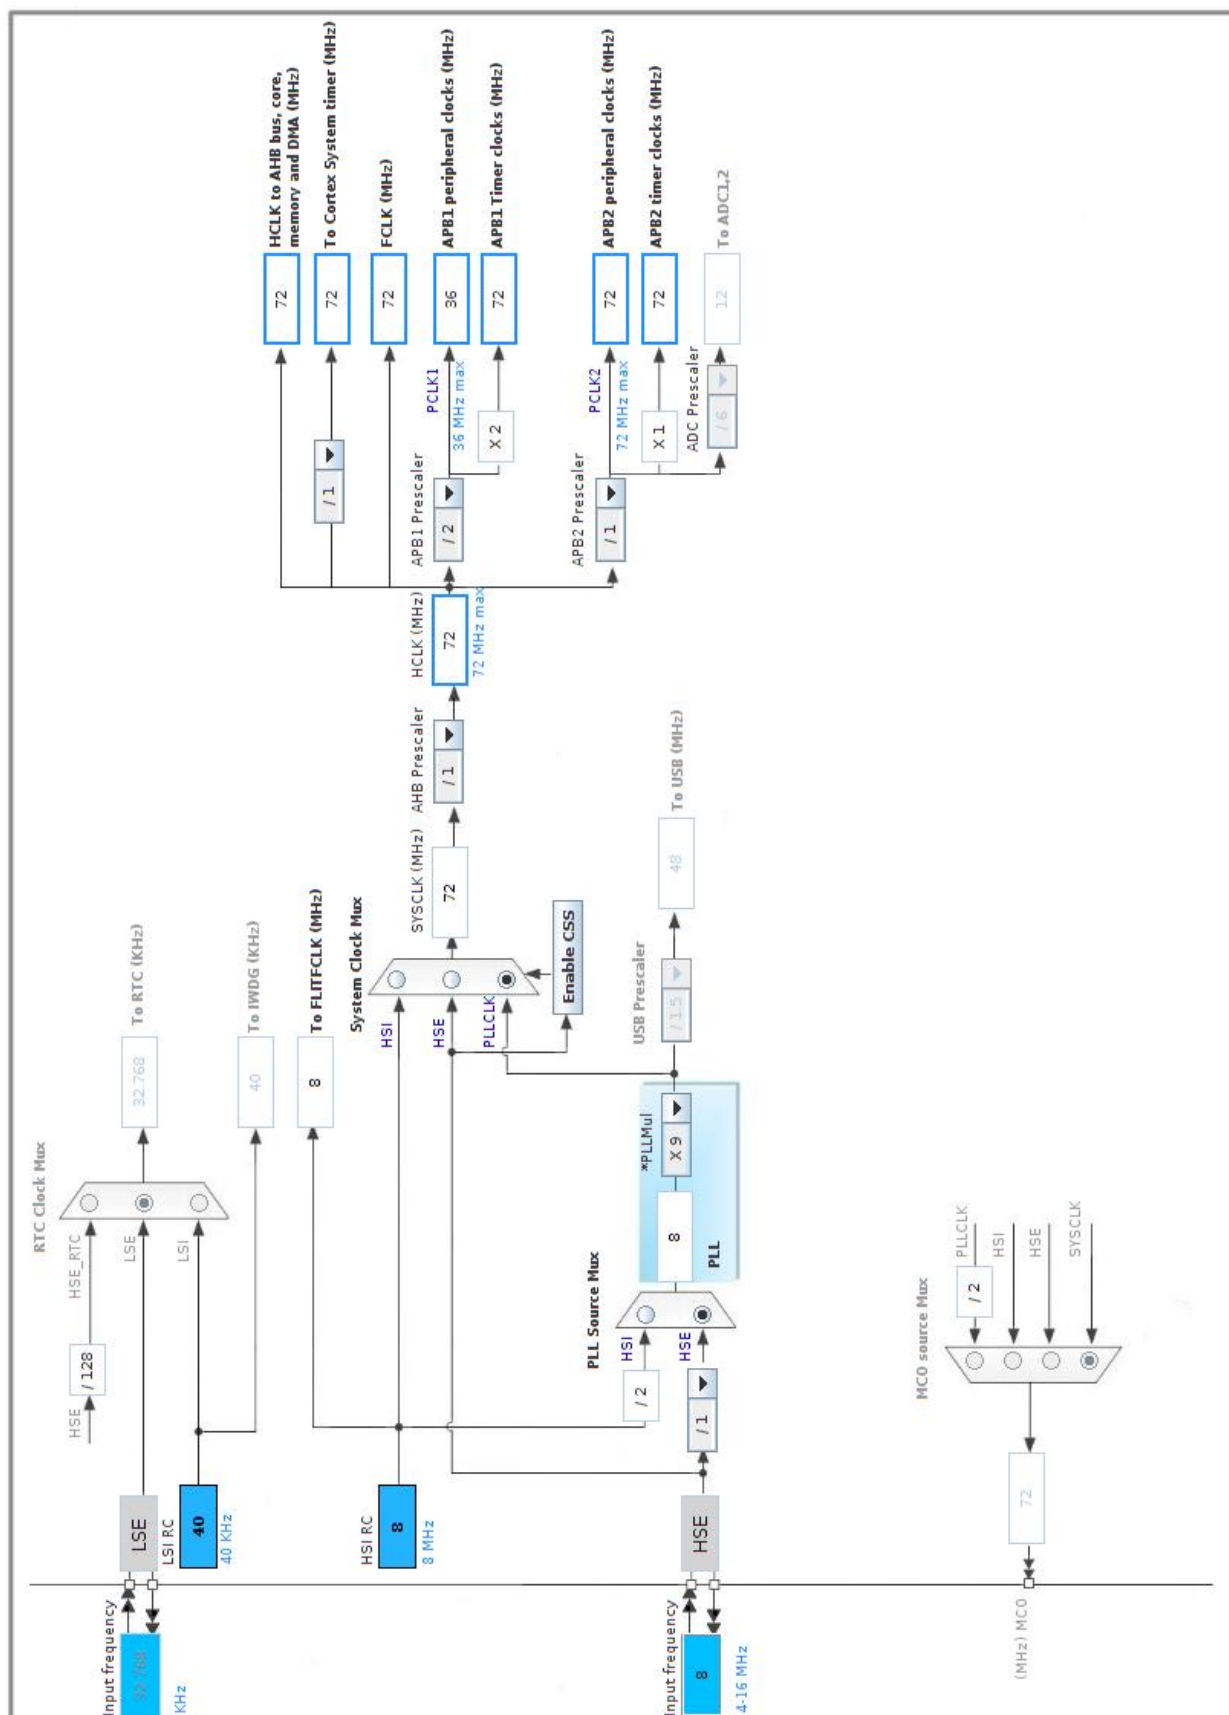 RTC Clock Mux
HSE
/ 128
HSE_RTC
Input frequency
32.768
KHz
LSE
LSE
32.768
To RTC (KHz)
LSI RC
40
40 KHz
LSI
40
To IWDG (KHz)
8
To FLITFCLK (MHz)
HSI RC
8
8 MHz
System Clock Mux
HSI
HSE
PLLCLK
Enable CSS
SYSCLK (MHz)
72
AHB Prescaler
/ 1
HCLK (MHz)
72
72 MHz max
72
HCLK to AHB bus, core,
memory and DMA (MHz)
/ 1
72
To Cortex System timer (MHz)
72
FCLK (MHz)
APB1 Prescaler
/ 2
PCLK1
36 MHz max
36
APB1 peripheral clocks (MHz)
X 2
72
APB1 Timer clocks (MHz)
APB2 Prescaler
/ 1
PCLK2
72 MHz max
72
APB2 peripheral clocks (MHz)
X 1
72
APB2 timer clocks (MHz)
ADC Prescaler
/ 6
12
To ADC1,2
Input frequency
8
4-16 MHz
HSE
PLL Source Mux
/ 2
HSI
/ 1
HSE
8
*PLLMul
X 9
PLL
USB Prescaler
/ 1.5
48
To USB (MHz)
MCO source Mux
(MHz) MCO
72
/ 2
PLLCLK
HSI
HSE
SYSCLK